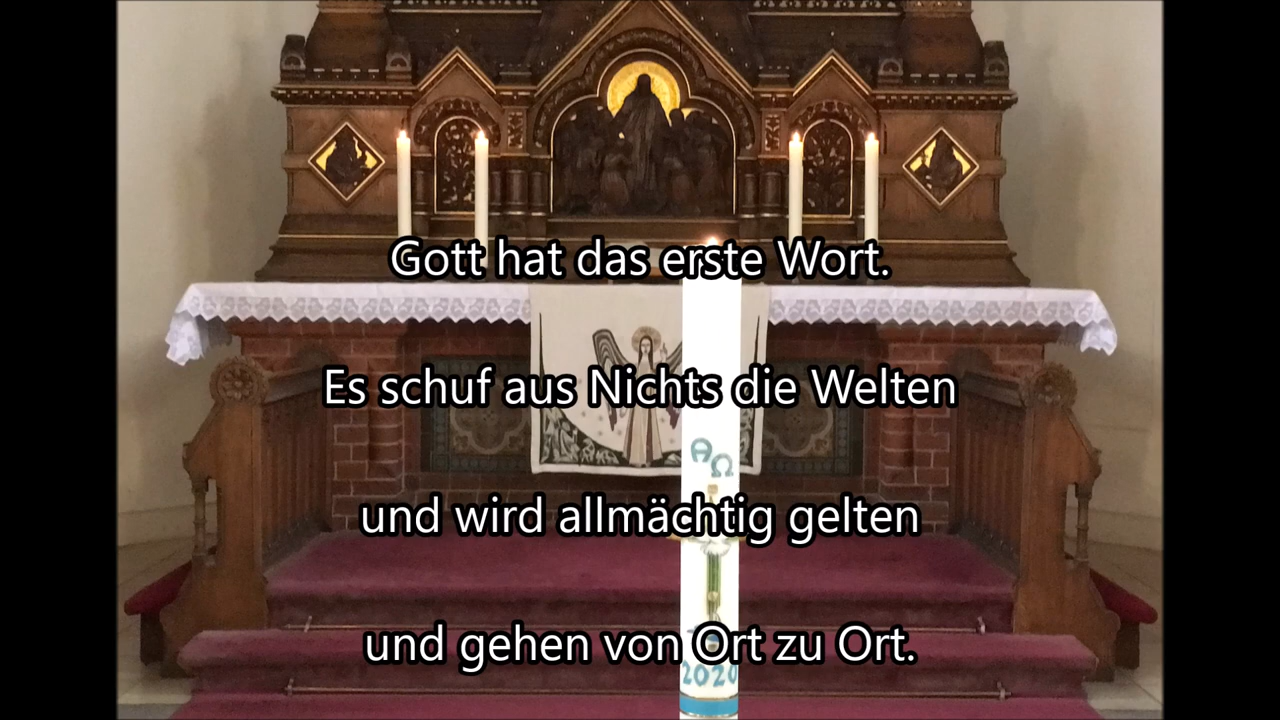 Gott hat das erste Wort.
Es schuf aus Nichts die Welten
und wird allmächtig gelten
und gehen von Ort zu Ort.
Α Ω
2020